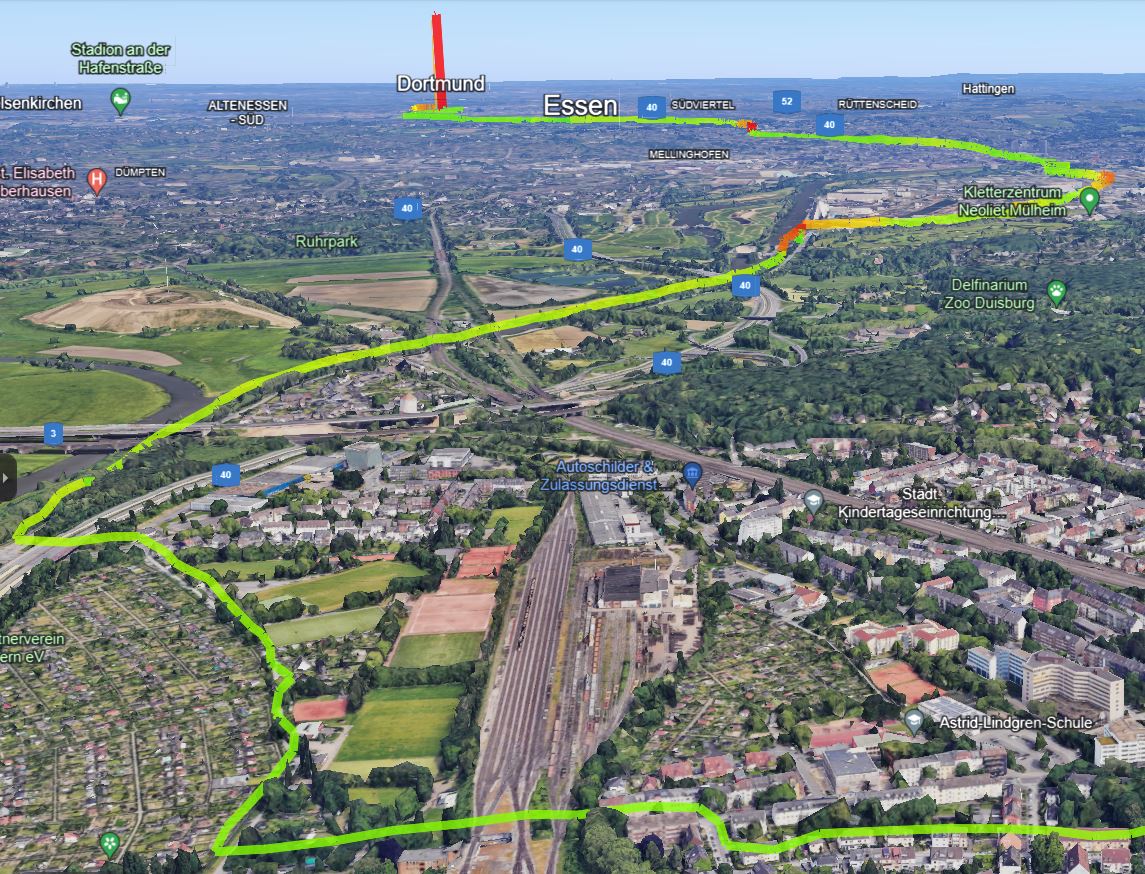 Stadion an der
Hafenstraße
Dortmund
Hattingen
elsenkirchen
ALTENESSEN
-SÜD
Essen
40
SÜDVIERTEL
52
RÜTTENSCHEID
40
MELLINGHOFEN
t. Elisabeth
berhausen
H
DÜMPTEN
Kletterzentrum
Neoliet Mülheim
40
Ruhrpark
40
40
Delfinarium
Zoo Duisburg
40
3
40
Autoschilder &
Zulassungsdienst
Städt.
Kindertageseinrichtung
tnerverein
ern eV
Astrid-Lindgren-Schule